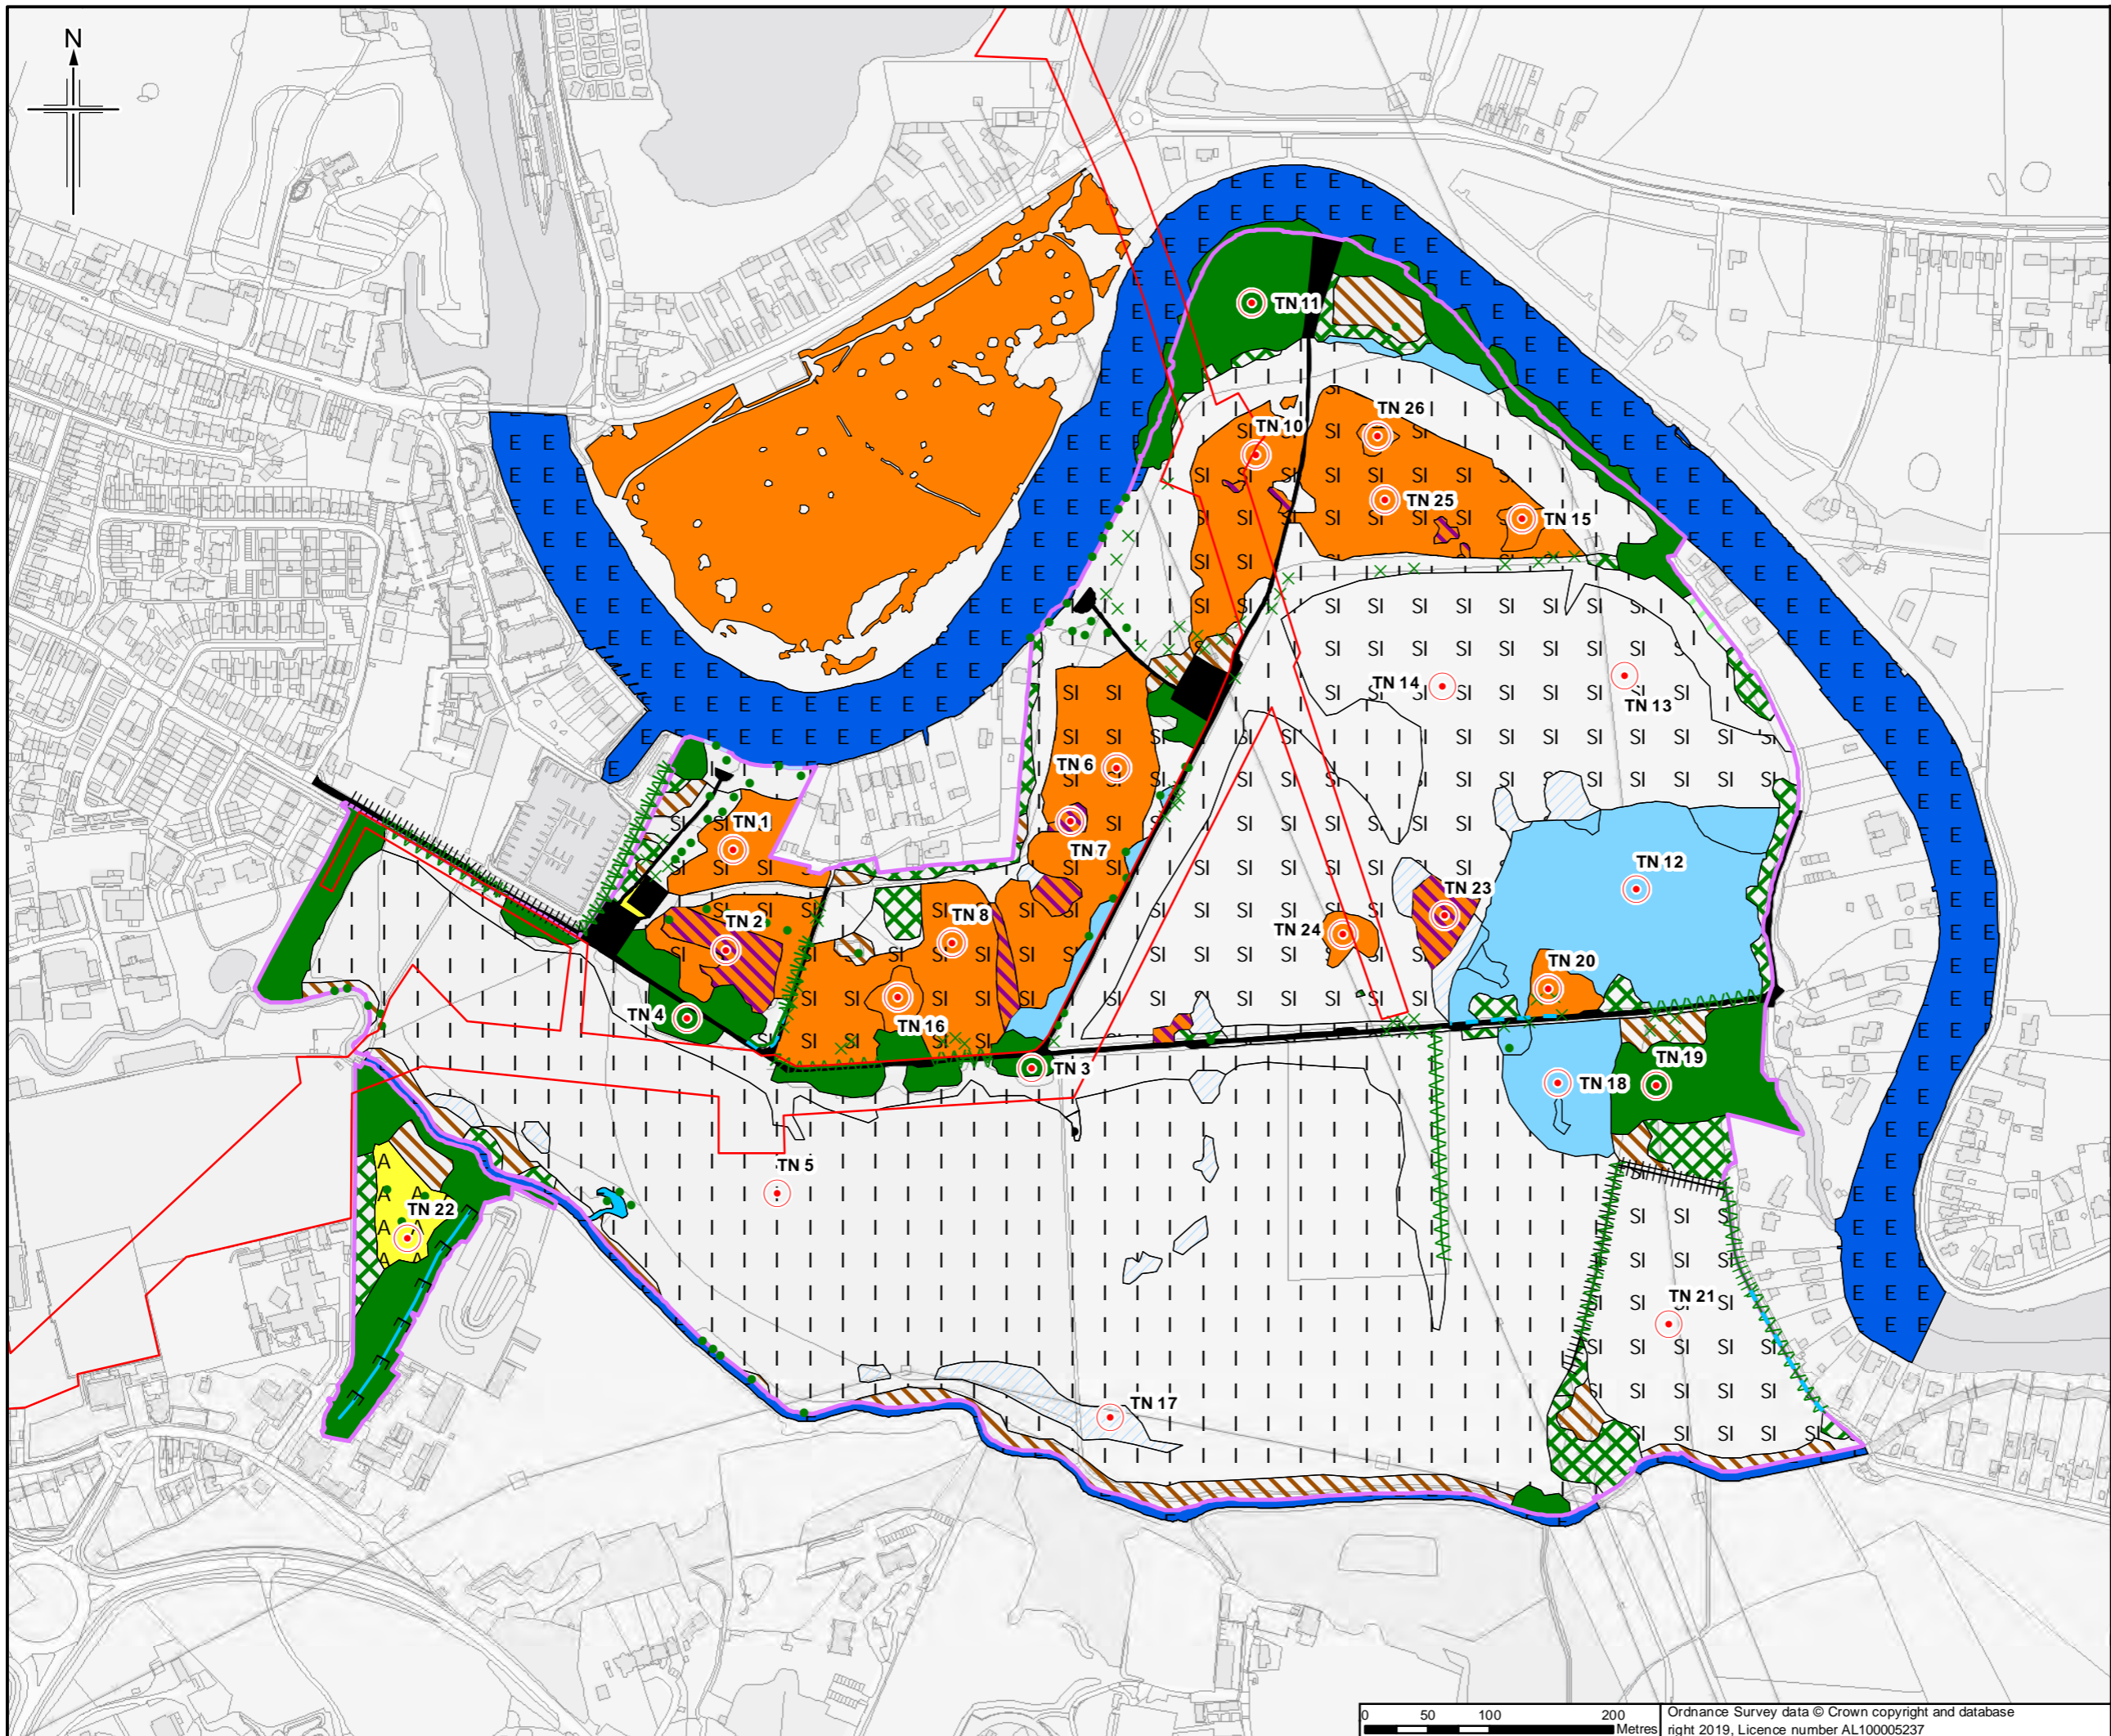 N
TN 11
TN 26
TN 10
TN 25
TN 15
TN 14
TN 13
TN 6
TN 1
TN 7
TN 12
TN 23
TN 2
TN 8
TN 24
TN 20
TN 4
TN 16
TN 3
TN 18
TN 19
TN 5
TN 22
TN 21
TN 17
0 50 100 200
Metres
Ordnance Survey data © Crown copyright and database
right 2019, Licence number AL100005237